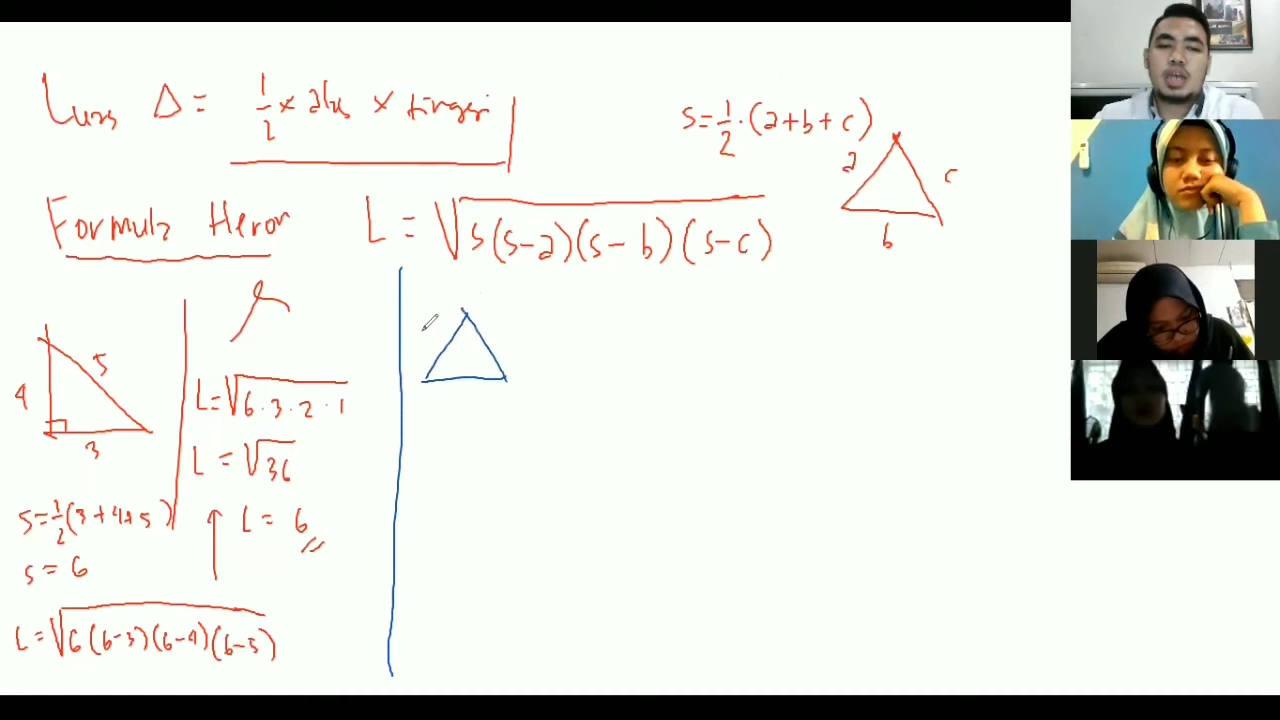 Luas Δ = 1/2 × alas × tinggi
s = 1/2 · (a + b + c)
a
c
b
Formula Heron L = √s(s-a)(s-b)(s-c)
5
4
3
s = 1/2 (3 + 4 + 5)
s = 6
L = √6(6-3)(6-4)(6-5)
L = √6 · 3 · 2 · 1
L = √36
L = 6 //